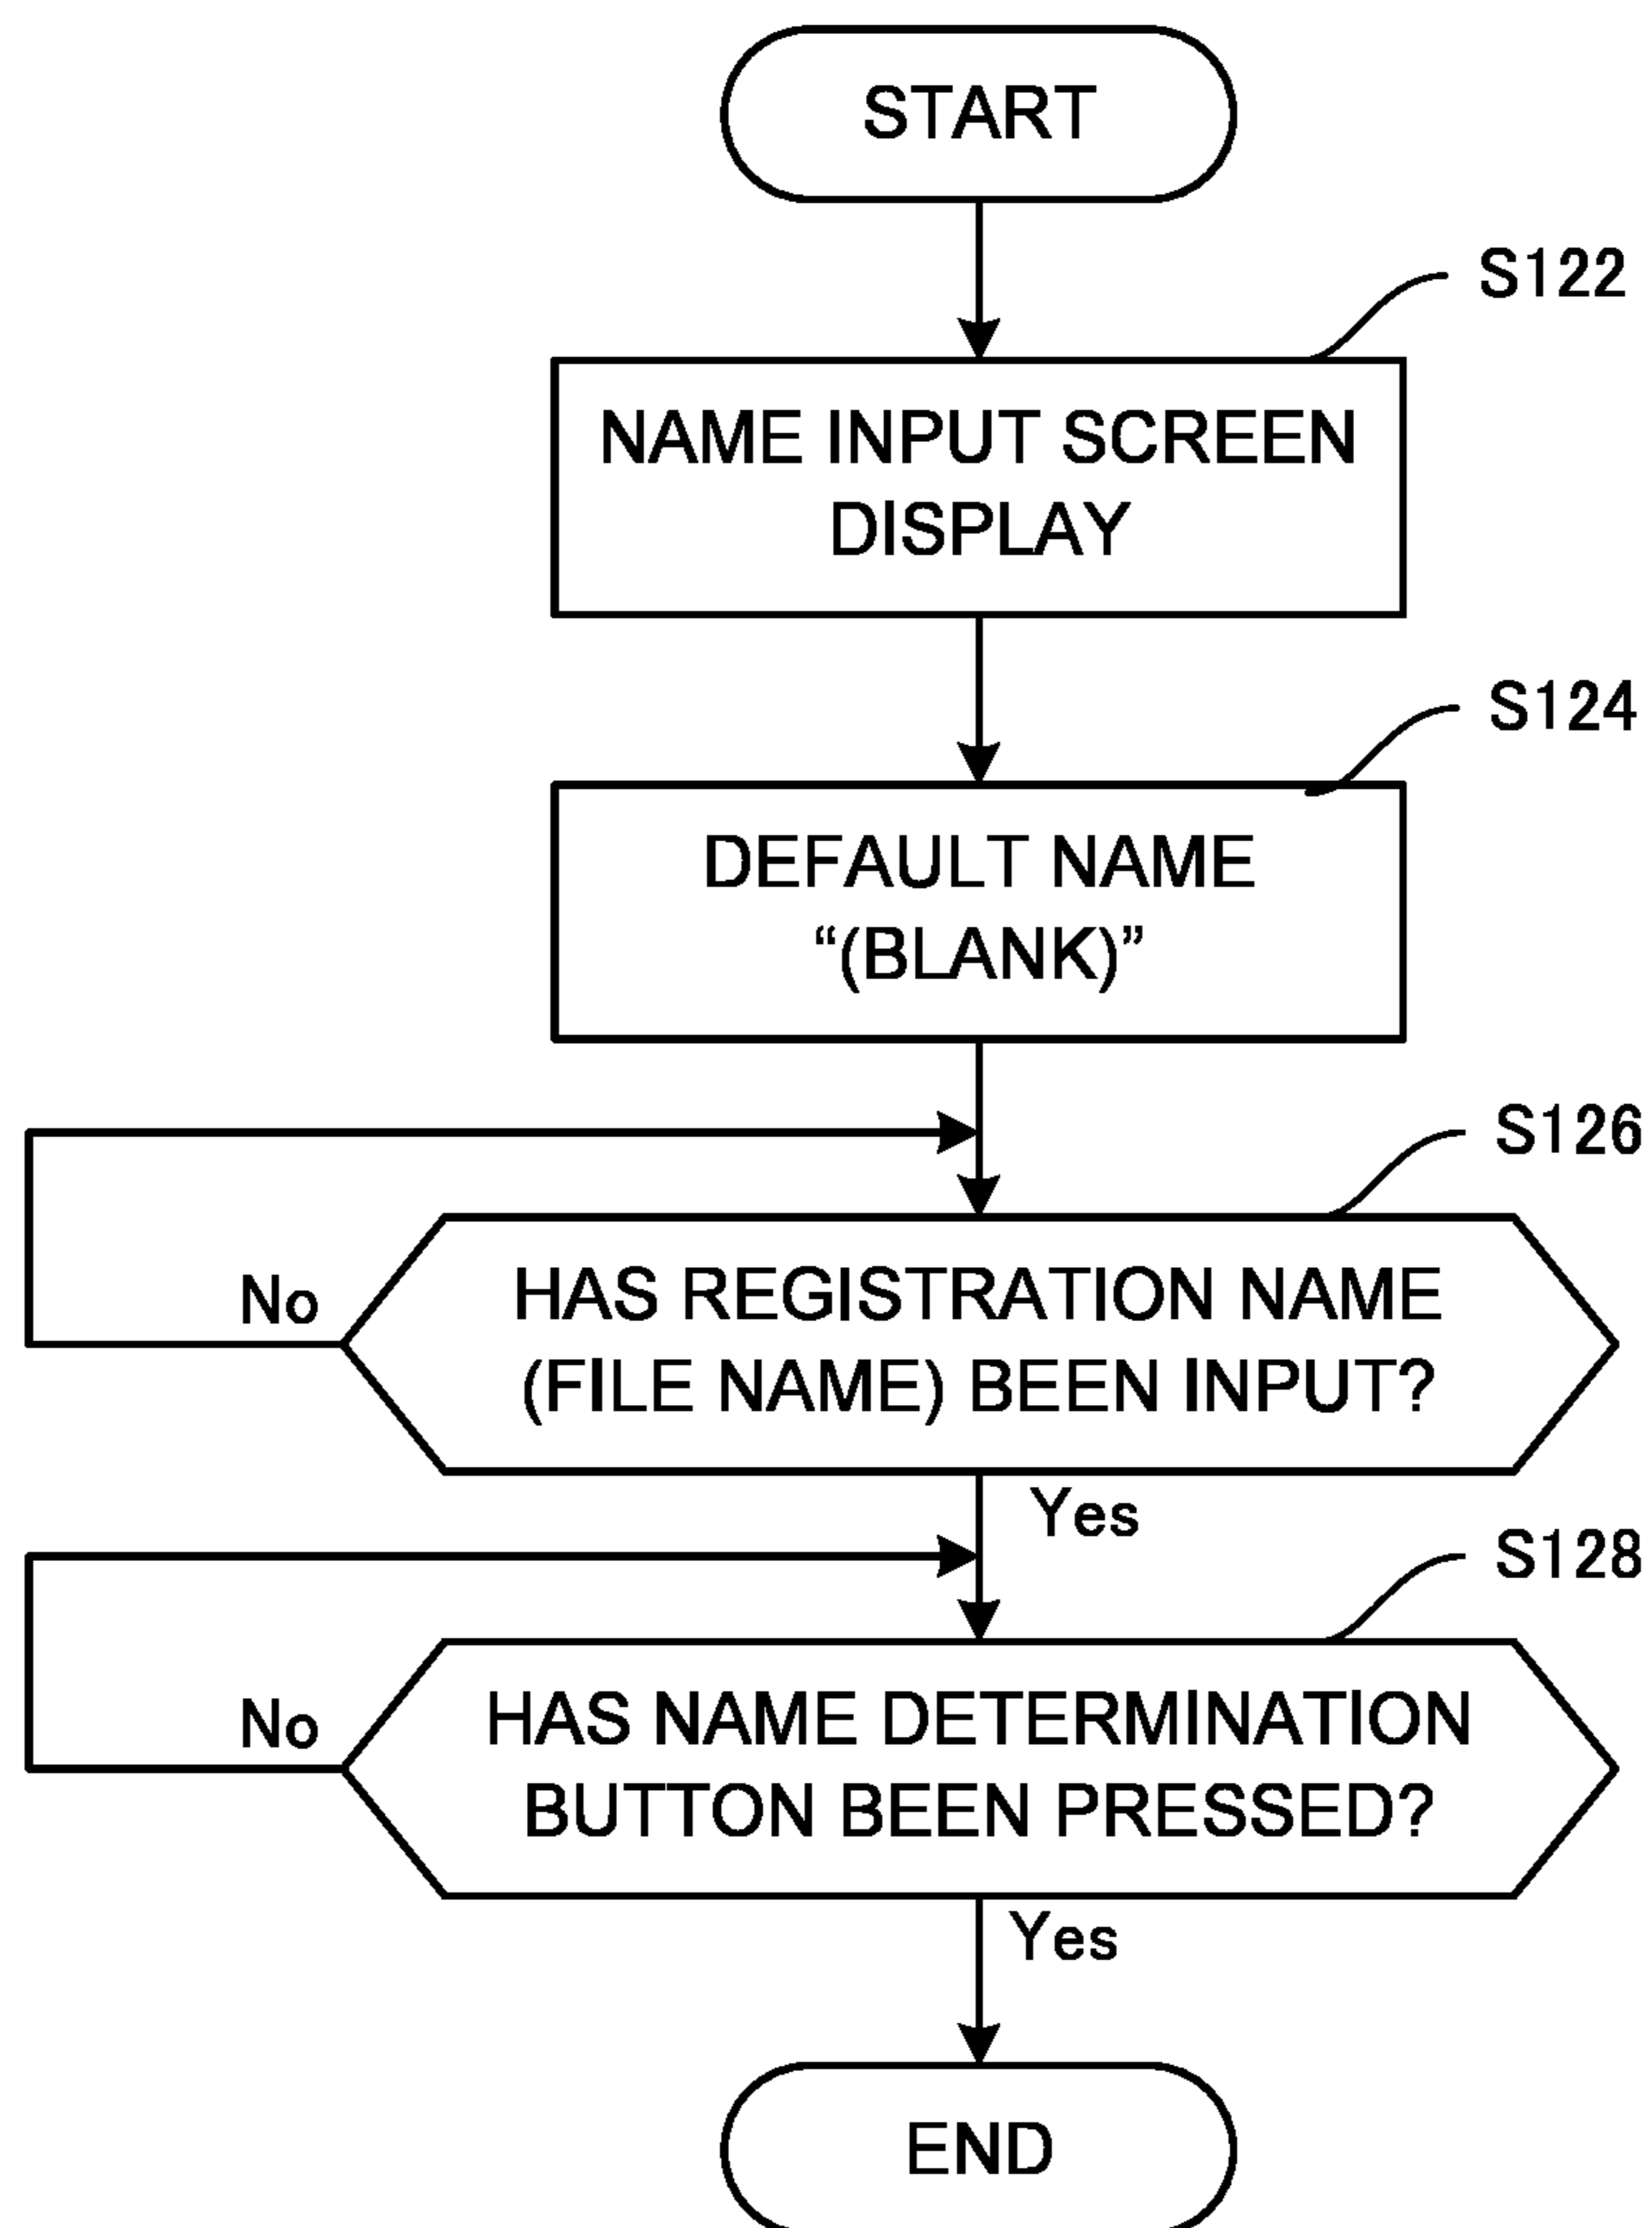 START
S122
NAME INPUT SCREEN
DISPLAY
S124
DEFAULT NAME
“(BLANK)”
S126
No
HAS REGISTRATION NAME
(FILE NAME) BEEN INPUT?
Yes
S128
No
HAS NAME DETERMINATION
BUTTON BEEN PRESSED?
Yes
END